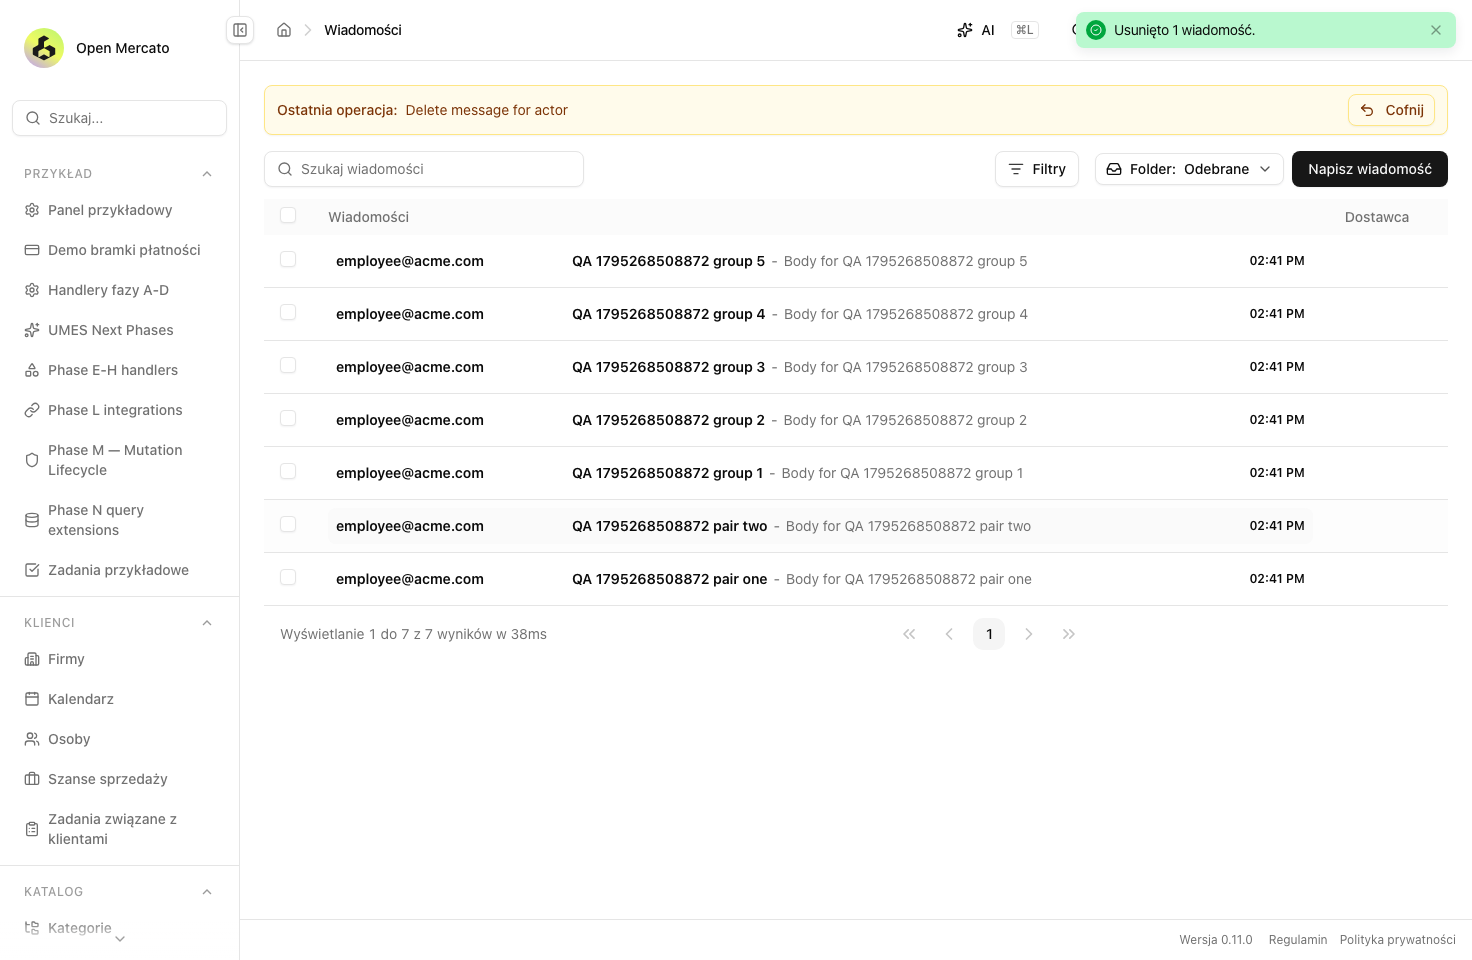 Open Mercato
Wiadomości
AI
⌘L
Usunięto 1 wiadomość.
Szukaj...
PRZYKŁAD
Panel przykładowy
Demo bramki płatności
Handlery fazy A-D
UMES Next Phases
Phase E-H handlers
Phase L integrations
Phase M — Mutation
Lifecycle
Phase N query
extensions
Zadania przykładowe
KLIENCI
Firmy
Kalendarz
Osoby
Szanse sprzedaży
Zadania związane z
klientami
KATALOG
Kategorie
Ostatnia operacja: Delete message for actor
Cofnij
Szukaj wiadomości
Filtry
Folder: Odebrane
Napisz wiadomość
Wiadomości Dostawca
employee@acme.com QA 1795268508872 group 5 - Body for QA 1795268508872 group 5 02:41 PM
employee@acme.com QA 1795268508872 group 4 - Body for QA 1795268508872 group 4 02:41 PM
employee@acme.com QA 1795268508872 group 3 - Body for QA 1795268508872 group 3 02:41 PM
employee@acme.com QA 1795268508872 group 2 - Body for QA 1795268508872 group 2 02:41 PM
employee@acme.com QA 1795268508872 group 1 - Body for QA 1795268508872 group 1 02:41 PM
employee@acme.com QA 1795268508872 pair two - Body for QA 1795268508872 pair two 02:41 PM
employee@acme.com QA 1795268508872 pair one - Body for QA 1795268508872 pair one 02:41 PM
Wyświetlanie 1 do 7 z 7 wyników w 38ms
1
Wersja 0.11.0 Regulamin Polityka prywatności